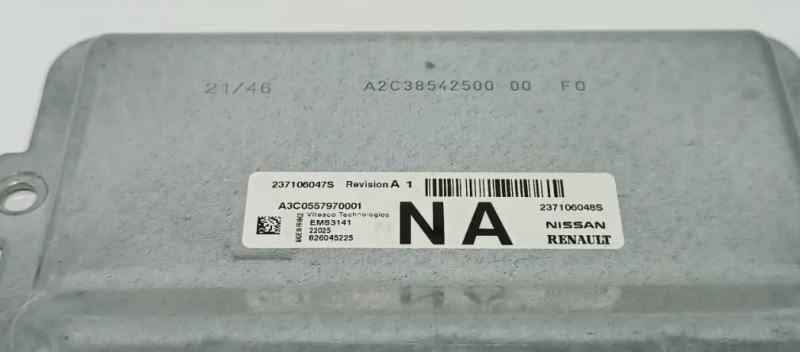 21/46 A2C38542500 00 F0
237106047S Revision A 1
A3C0557970001 237106048S
Vitesco Technologies
EMS3141 NA NISSAN
22025
626045225 RENAULT